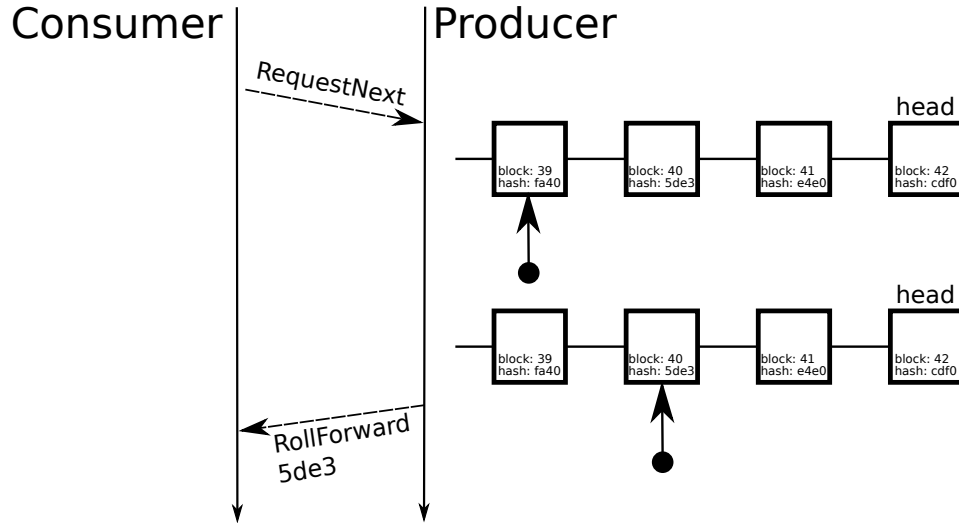 Consumer
Producer
RequestNext
head
block: 39
hash: fa40
block: 40
hash: 5de3
block: 41
hash: e4e0
block: 42
hash: cdf0
head
block: 39
hash: fa40
block: 40
hash: 5de3
block: 41
hash: e4e0
block: 42
hash: cdf0
RollForward
5de3